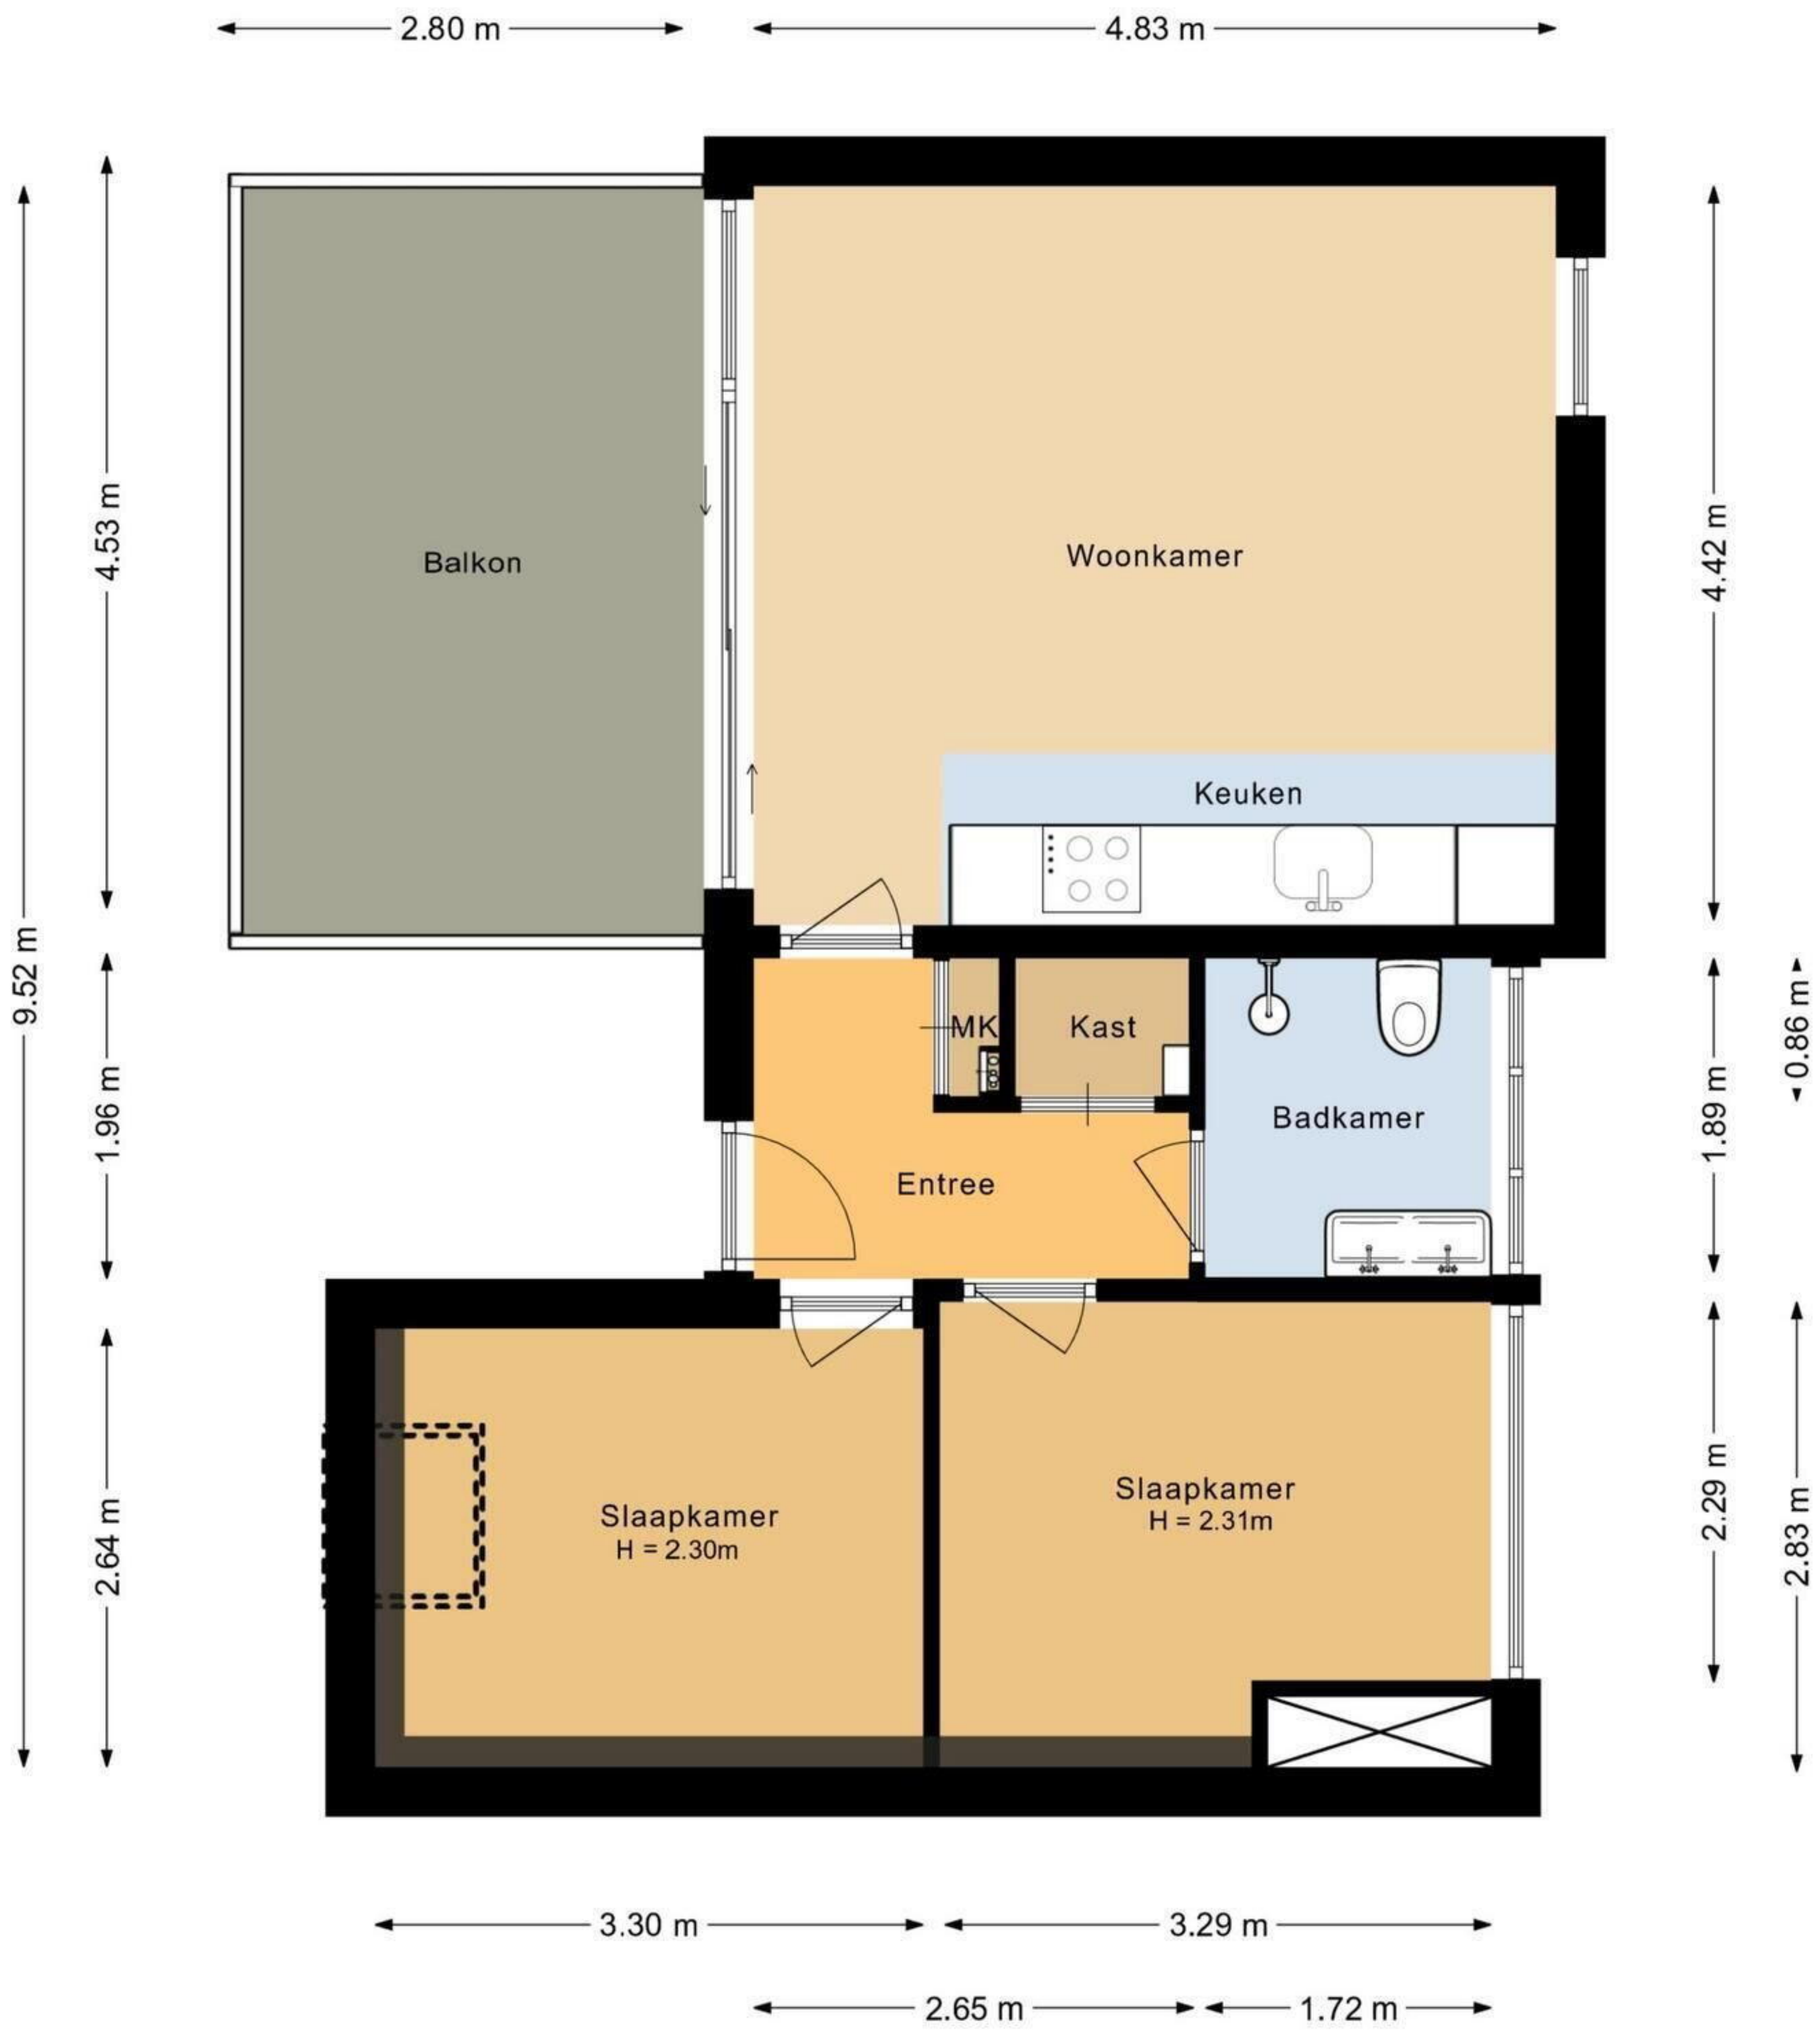 2.80 m
4.83 m
4.53 m
9.52 m
1.96 m
2.64 m
Balkon
Woonkamer
Keuken
MK
Kast
Badkamer
Entree
Slaapkamer
H = 2.30m
Slaapkamer
H = 2.31m
4.42 m
0.86 m
1.89 m
2.29 m
2.83 m
3.30 m
3.29 m
2.65 m
1.72 m